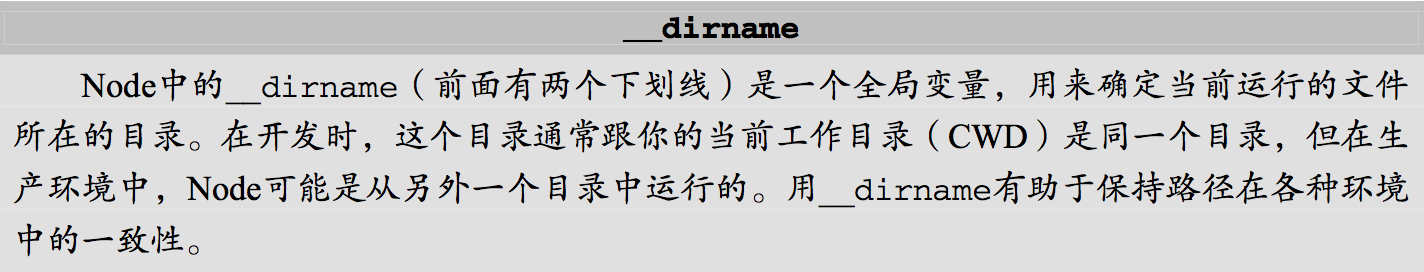 __dirname
Node中的__dirname（前面有两个下划线）是一个全局变量，用来确定当前运行的文件
所在的目录。在开发时，这个目录通常跟你的当前工作目录（CWD）是同一个目录，但在生
产环境中，Node可能是从另外一个目录中运行的。用__dirname有助于保持路径在各种环境
中的一致性。